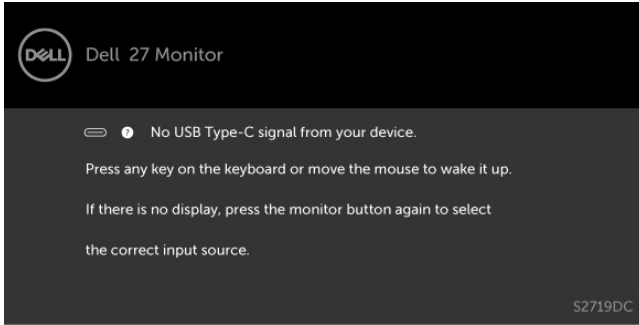 DELL
Dell 27 Monitor
? No USB Type-C signal from your device.
Press any key on the keyboard or move the mouse to wake it up.
If there is no display, press the monitor button again to select
the correct input source.
S2719DC